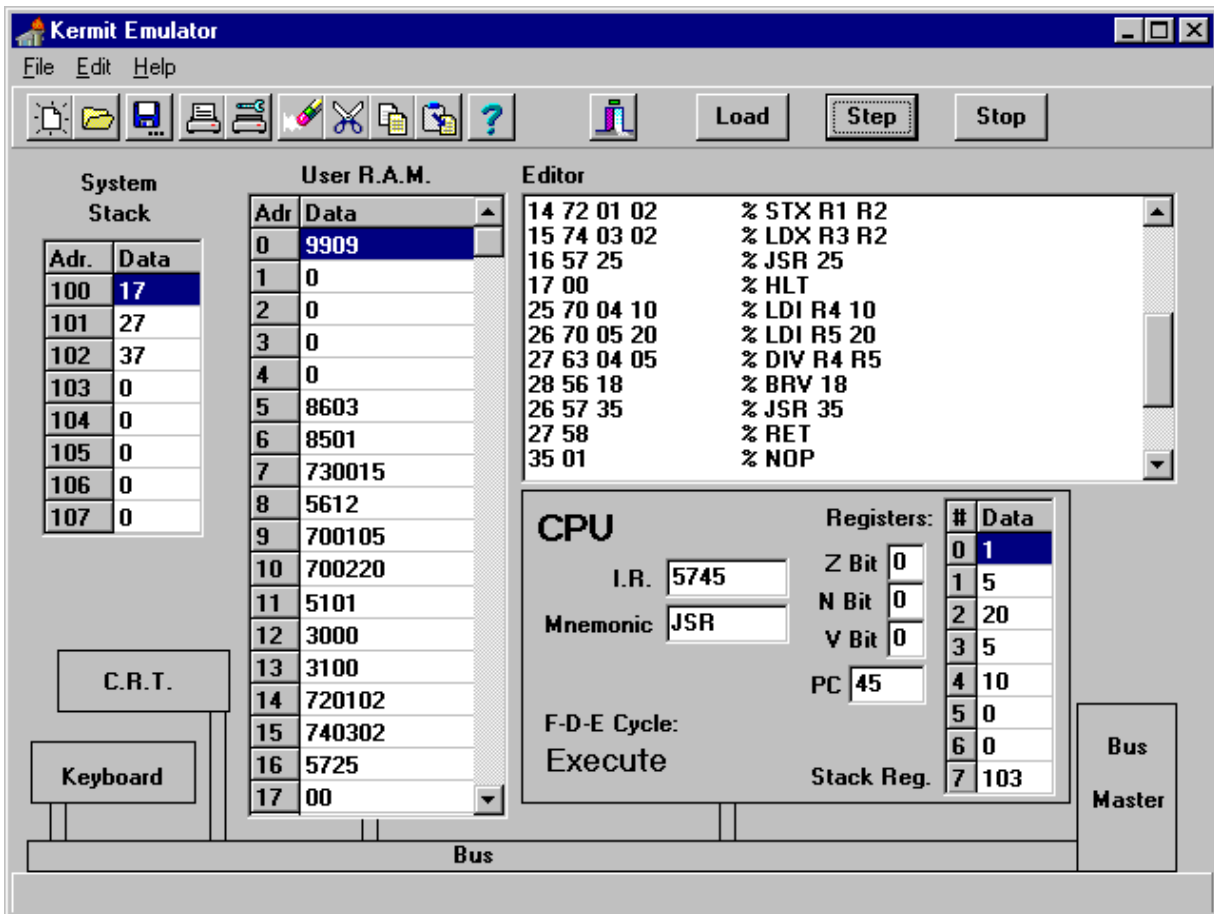 Kermit Emulator
File Edit Help
Load Step Stop
System
Stack
Adr. Data
100 17
101 27
102 37
103 0
104 0
105 0
106 0
107 0
User R.A.M.
Adr Data
0 9909
1 0
2 0
3 0
4 0
5 8603
6 8501
7 730015
8 5612
9 700105
10 700220
11 5101
12 3000
13 3100
14 720102
15 740302
16 5725
17 00
Editor
14 72 01 02 % STX R1 R2
15 74 03 02 % LDX R3 R2
16 57 25 % JSR 25
17 00 % HLT
25 70 04 10 % LDI R4 10
26 70 05 20 % LDI R5 20
27 63 04 05 % DIV R4 R5
28 56 18 % BRV 18
26 57 35 % JSR 35
27 58 % RET
35 01 % NOP
CPU
I.R. 5745
Mnemonic JSR
F-D-E Cycle:
Execute
Registers:
Z Bit 0
N Bit 0
V Bit 0
PC 45
Stack Reg.
# Data
0 1
1 5
2 20
3 5
4 10
5 0
6 0
7 103
C.R.T.
Keyboard
Bus
Bus
Master